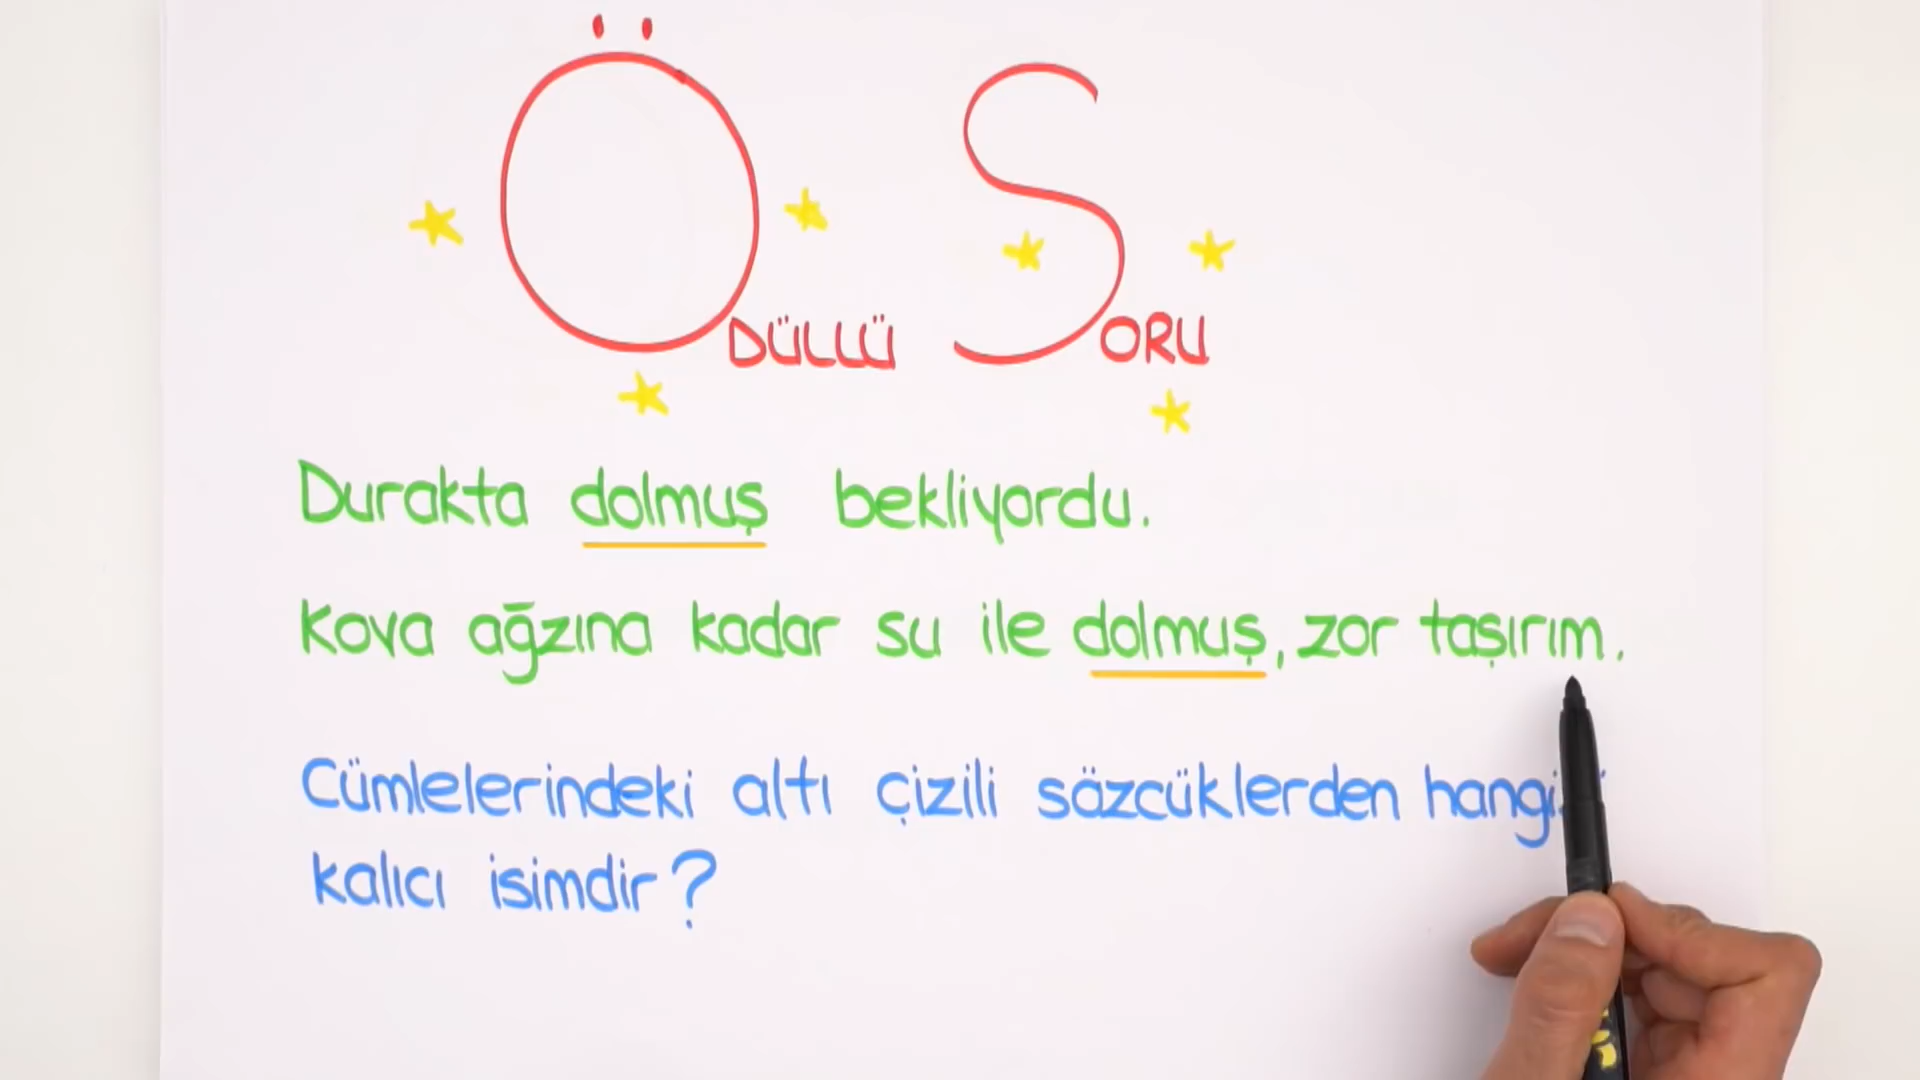 ÖDÜLLÜ SORU
Durakta dolmuş bekliyordu.
Kova ağzına kadar su ile dolmuş, zor taşırım.
Cümlelerindeki altı çizili sözcüklerden
kalıcı isimdir?